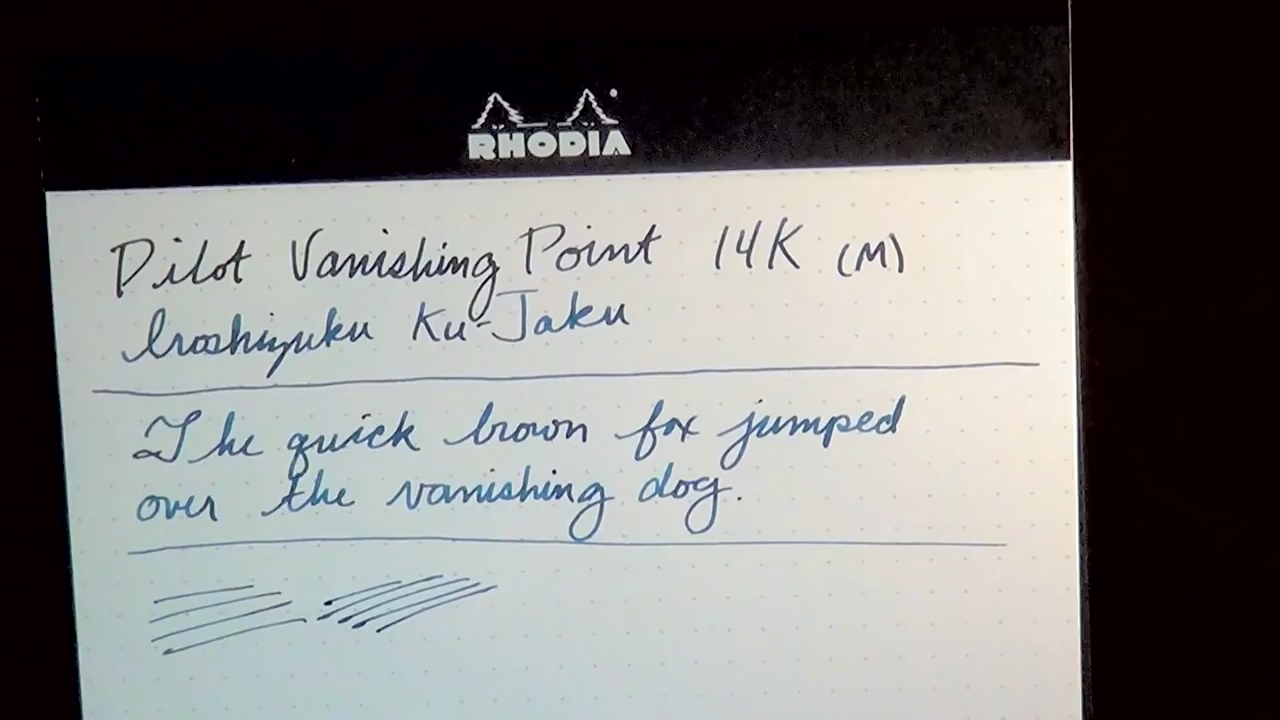 RHODIA
Pilot Vanishing Point 14K (M)
Iroshizuku Ku-Jaku
The quick brown fox jumped
over the vanishing dog.